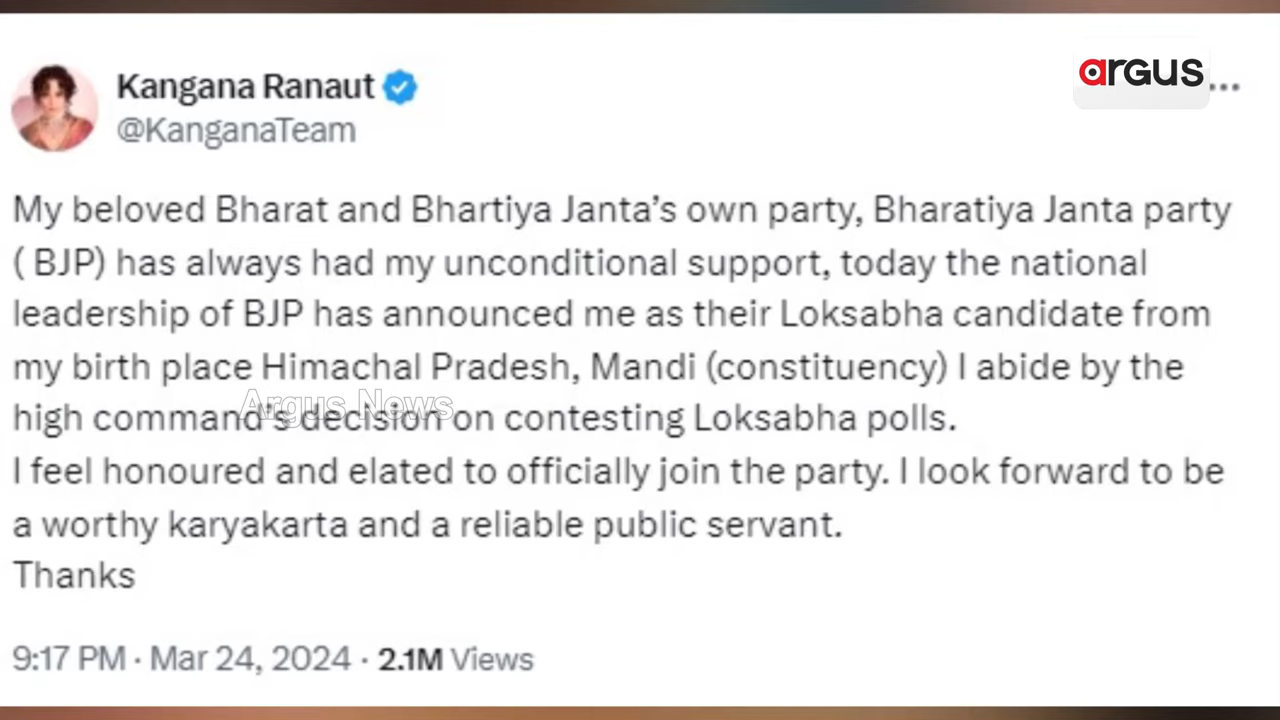 Kangana Ranaut
@KanganaTeam
argus
My beloved Bharat and Bhartiya Janta’s own party, Bharatiya Janta party
( BJP) has always had my unconditional support, today the national
leadership of BJP has announced me as their Loksabha candidate from
my birth place Himachal Pradesh, Mandi (constituency) I abide by the
high command’s decision on contesting Loksabha polls.
Argus News
I feel honoured and elated to officially join the party. I look forward to be
a worthy karyakarta and a reliable public servant.
Thanks
9:17 PM · Mar 24, 2024 · 2.1M Views